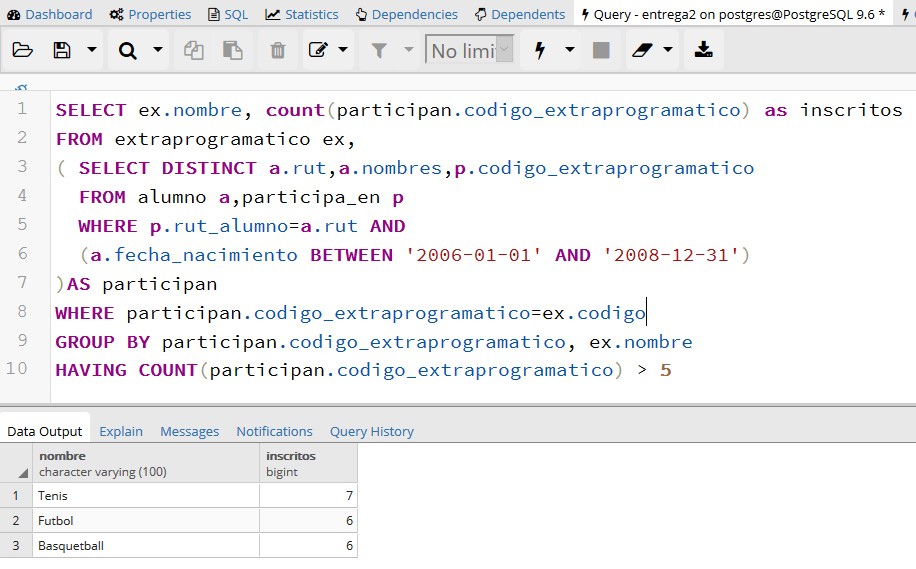 Dashboard Properties SQL Statistics Dependencies Dependents Query - entrega2 on postgres@PostgreSQL 9.6 *
No limi
1 SELECT ex.nombre, count(participan.codigo_extraprogramatico) as inscritos
2 FROM extraprogramatico ex,
3 ( SELECT DISTINCT a.rut,a.nombres,p.codigo_extraprogramatico
4 FROM alumno a,participa_en p
5 WHERE p.rut_alumno=a.rut AND
6 (a.fecha_nacimiento BETWEEN '2006-01-01' AND '2008-12-31')
7 )AS participan
8 WHERE participan.codigo_extraprogramatico=ex.codigo
9 GROUP BY participan.codigo_extraprogramatico, ex.nombre
10 HAVING COUNT(participan.codigo_extraprogramatico) > 5
Data Output Explain Messages Notifications Query History
nombre inscritos
character varying (100) bigint
1 Tenis 7
2 Futbol 6
3 Basquetball 6